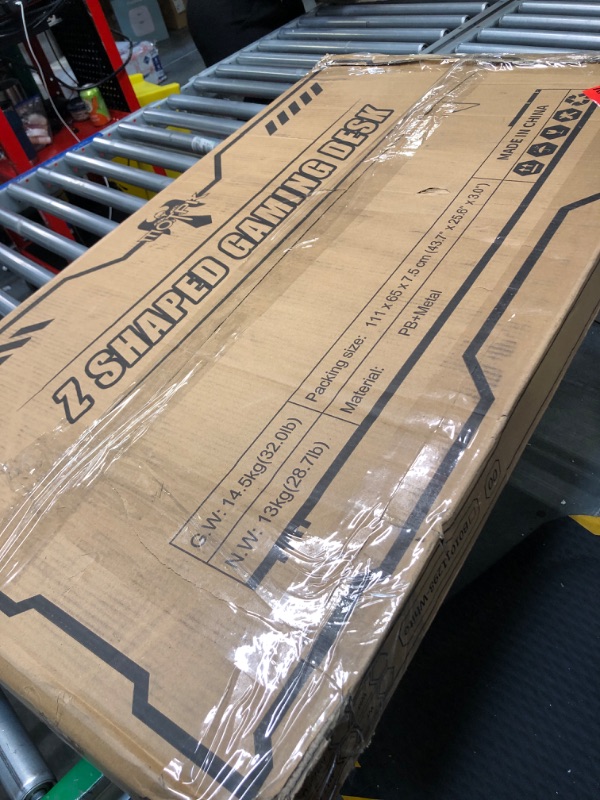 Z SHAPED GAMING DESK
MADE IN CHINA
G.W: 14.5kg(32.0lb)
Packing size: 111 x 65 x 7.5 cm (43.7" x 25.6" x 3.0")
N.W: 13kg(28.7lb)
Material: PB+Metal